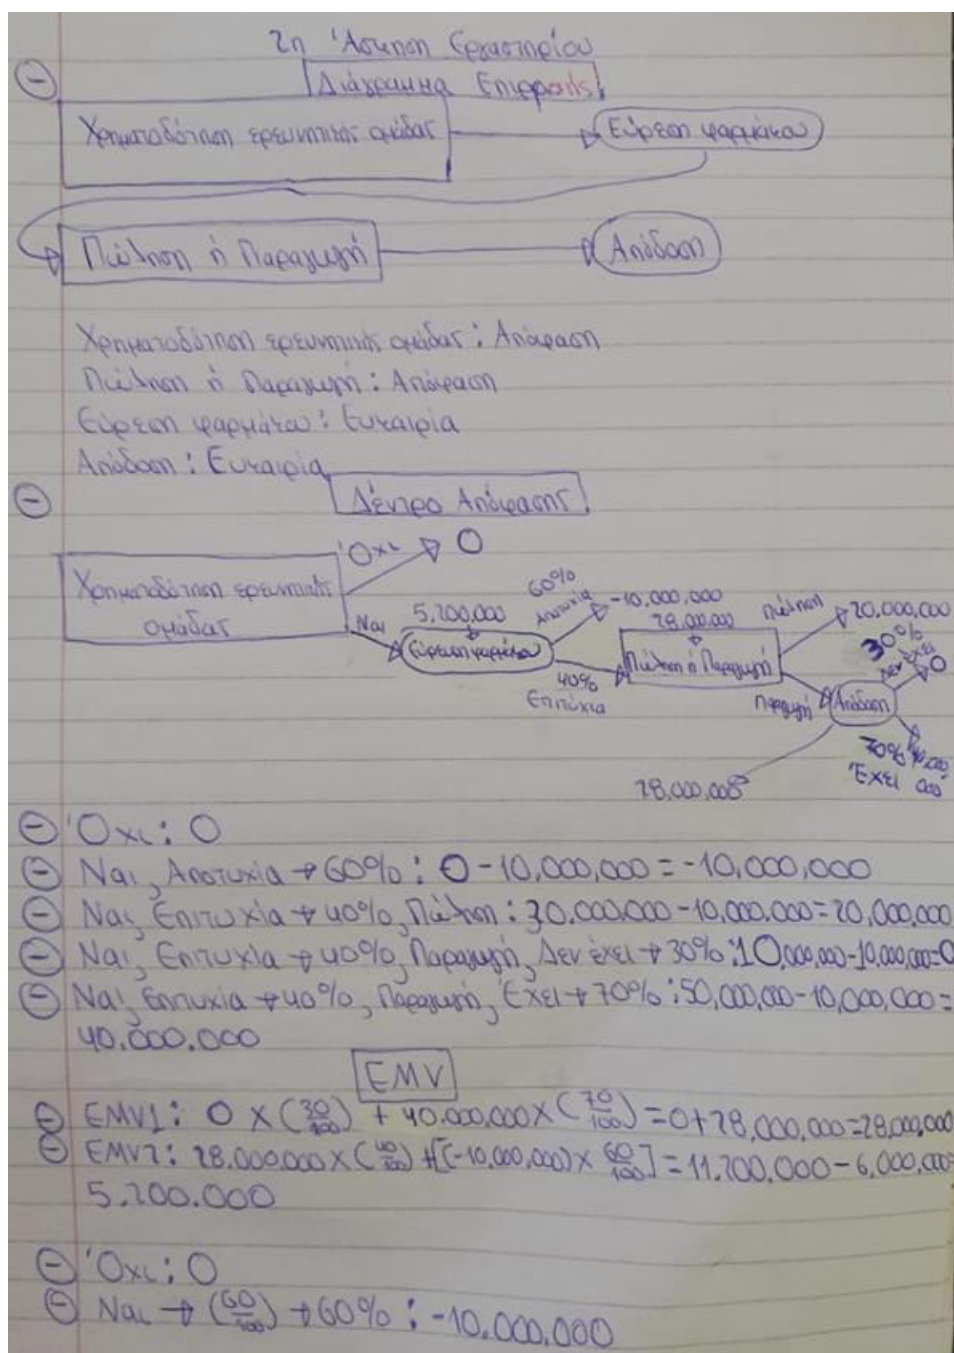 2η Άσκηση Εργαστηρίου
Διάγραμμα Επιρροής
Χρηματοδότηση ερευνητικής ομάδας
Εύρεση φαρμάκου
Πώληση ή Παραγωγή
Απόδοση
Χρηματοδότηση ερευνητικής ομάδας : Απόφαση
Πώληση ή Παραγωγή : Απόφαση
Εύρεση φαρμάκου : Ευκαιρία
Απόδοση : Ευκαιρία
Δέντρο Απόφασης
Χρηματοδότηση ερευνητικής
ομάδας
Όχι
0
Ναι
5.200,000
Εύρεση φαρμάκου
60%
Αποτυχία
-10.000,000
40%
Επιτυχία
28.000.000
Πώληση ή Παραγωγή
Πώληση
20.000,000
Παραγωγή
Απόδοση
30%
Δεν έχει
0
70%
Έχει
40,000,
000
28.000,000
Όχι : 0
Ναι, Αποτυχία → 60% : 0 - 10,000,000 = -10,000,000
Ναι, Επιτυχία → 40%, Πώληση : 30.000.000 - 10.000.000 = 20,000,000
Ναι, Επιτυχία → 40%, Παραγωγή, Δεν έχει → 30% : 10,000,000 - 10,000,000 = 0
Ναι, Επιτυχία → 40%, Παραγωγή, Έχει → 70% : 50,000,000 - 10,000,000 =
40.000.000
EMV
EMV1 : 0 × (30/100) + 40.000.000 × (70/100) = 0 + 28,000,000 = 28,000,000
EMV2 : 28.000.000 × (40/100) + [(-10,000,000) × 60/100] = 11.200.000 - 6,000,000 =
5.200.000
Όχι : 0
Ναι → (60/100) → 60% : -10.000,000